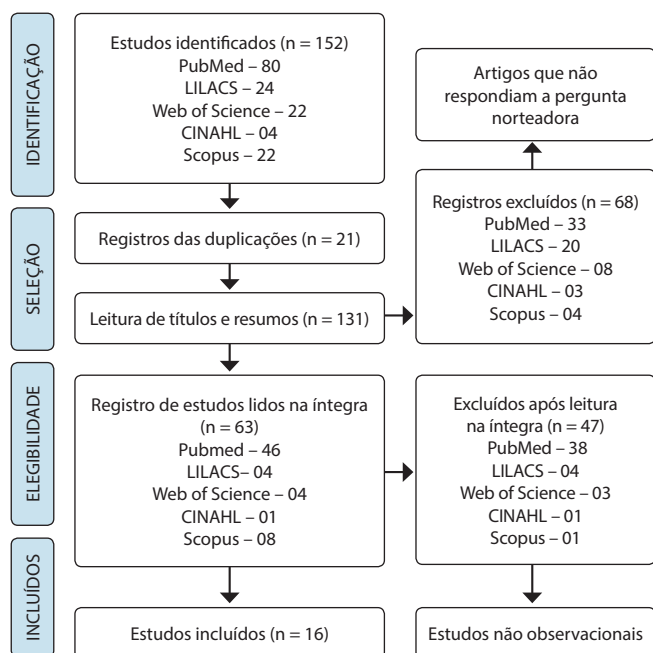 IDENTIFICAÇÃO
Estudos identificados (n = 152)
PubMed – 80
LILACS – 24
Web of Science – 22
CINAHL – 04
Scopus – 22
Artigos que não
respondiam a pergunta
norteadora
SELEÇÃO
Registros das duplicações (n = 21)
Leitura de títulos e resumos (n = 131)
Registros excluídos (n = 68)
PubMed – 33
LILACS – 20
Web of Science – 08
CINAHL – 03
Scopus – 04
ELEGIBILIDADE
Registro de estudos lidos na íntegra
(n = 63)
Pubmed – 46
LILACS– 04
Web of Science – 04
CINAHL – 01
Scopus – 08
Excluídos após leitura
na íntegra (n = 47)
PubMed – 38
LILACS – 04
Web of Science – 03
CINAHL – 01
Scopus – 01
INCLUÍDOS
Estudos incluídos (n = 16)
Estudos não observacionais